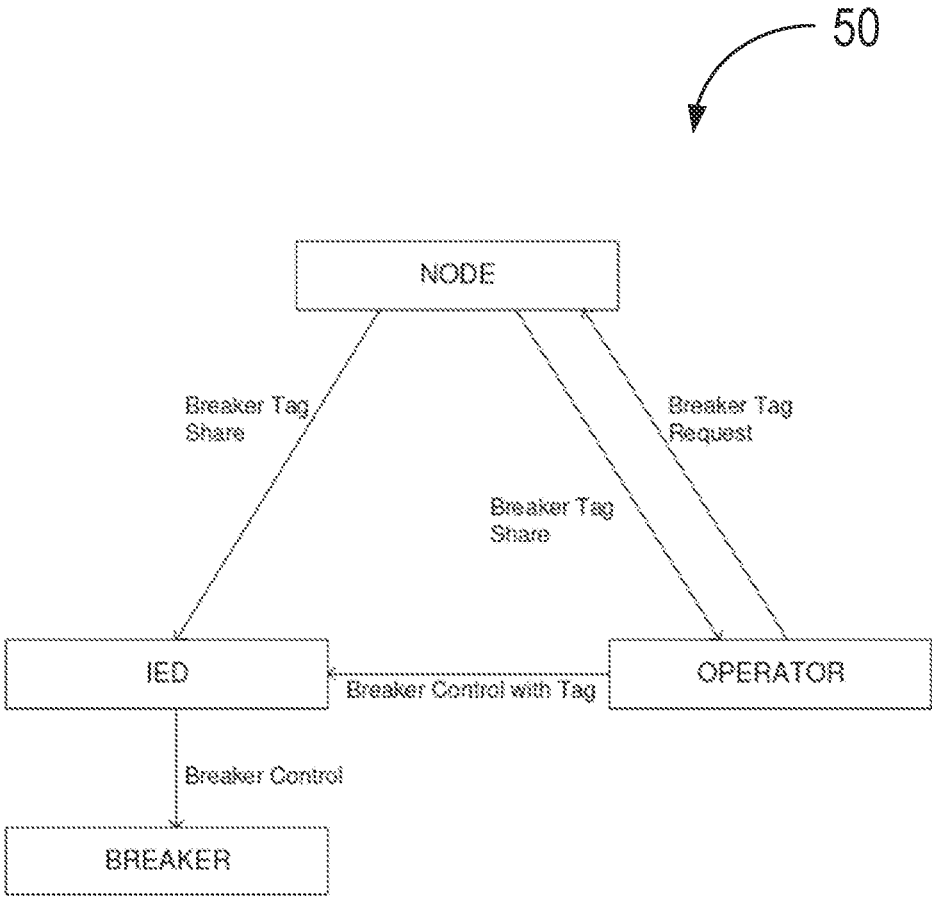 50
NODE
Breaker Tag
Share
Breaker Tag
Request
Breaker Tag
Share
IED
OPERATOR
Breaker Control with Tag
Breaker Control
BREAKER